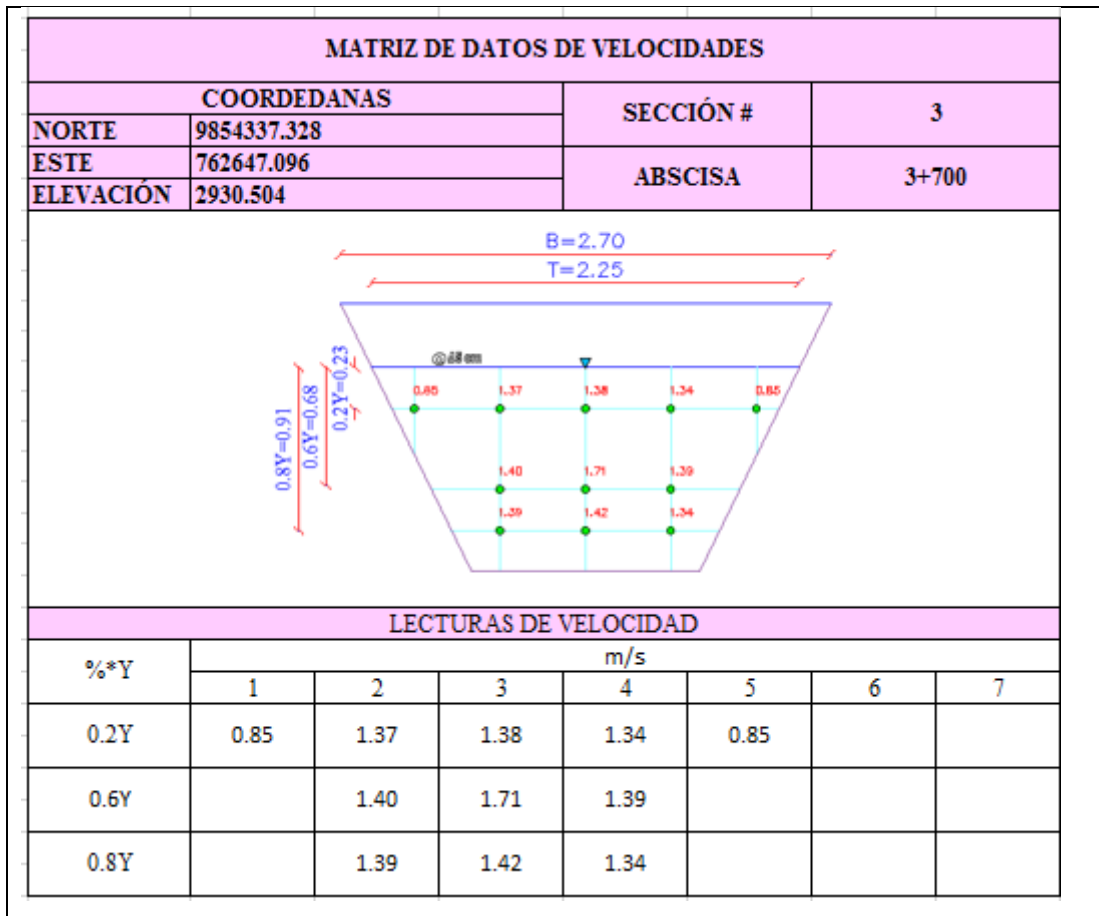 MATRIZ DE DATOS DE VELOCIDADES
COORDEDANAS
SECCIÓN # 3
NORTE 9854337.328
ESTE 762647.096
ABSCISA 3+700
ELEVACIÓN 2930.504
B=2.70
T=2.25
0.2Y=0.23
0.6Y=0.68
0.8Y=0.91
0.85 1.37 1.38 1.34 0.85
1.40 1.71 1.39
1.39 1.42 1.34
LECTURAS DE VELOCIDAD
%*Y m/s
1 2 3 4 5 6 7
0.2Y 0.85 1.37 1.38 1.34 0.85
0.6Y 1.40 1.71 1.39
0.8Y 1.39 1.42 1.34